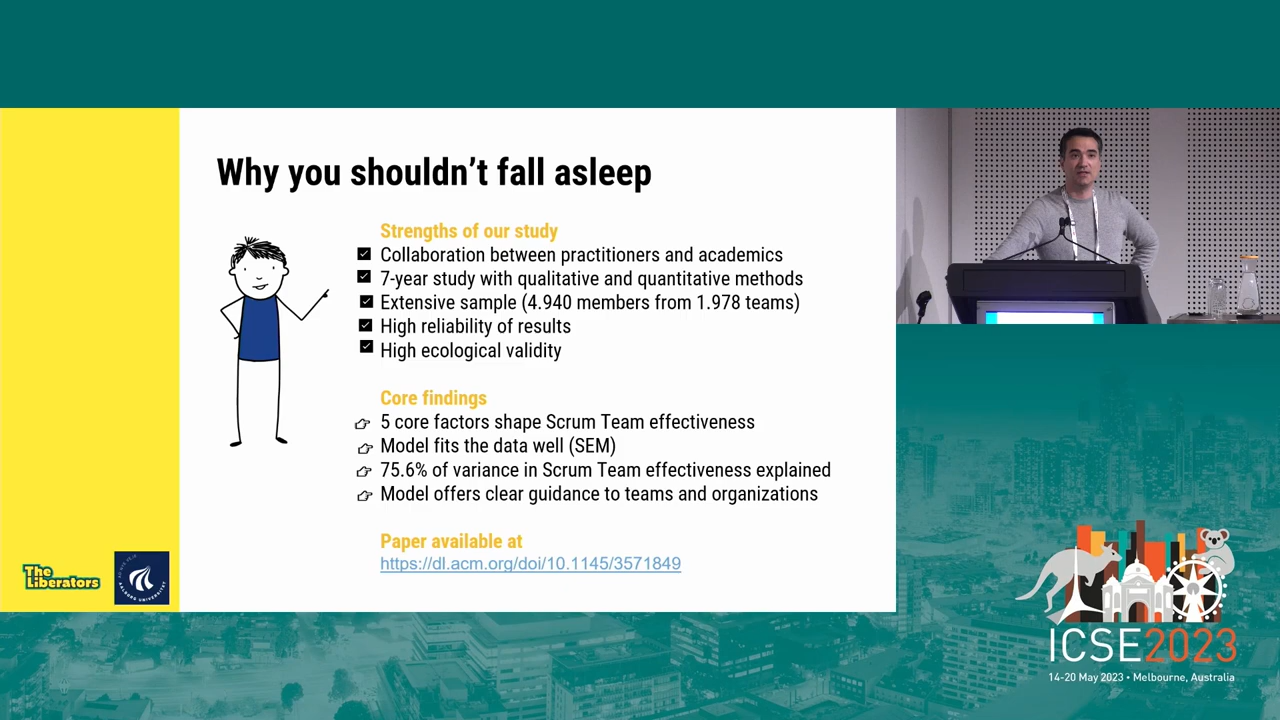 Why you shouldn't fall asleep
Strengths of our study
Collaboration between practitioners and academics
7-year study with qualitative and quantitative methods
Extensive sample (4.940 members from 1.978 teams)
High reliability of results
High ecological validity
Core findings
5 core factors shape Scrum Team effectiveness
Model fits the data well (SEM)
75.6% of variance in Scrum Team effectiveness explained
Model offers clear guidance to teams and organizations
Paper available at
https://dl.acm.org/doi/10.1145/3571849
The
Liberators
AALBORG UNIVERSITET
ICSE2023
14-20 May 2023 • Melbourne, Australia